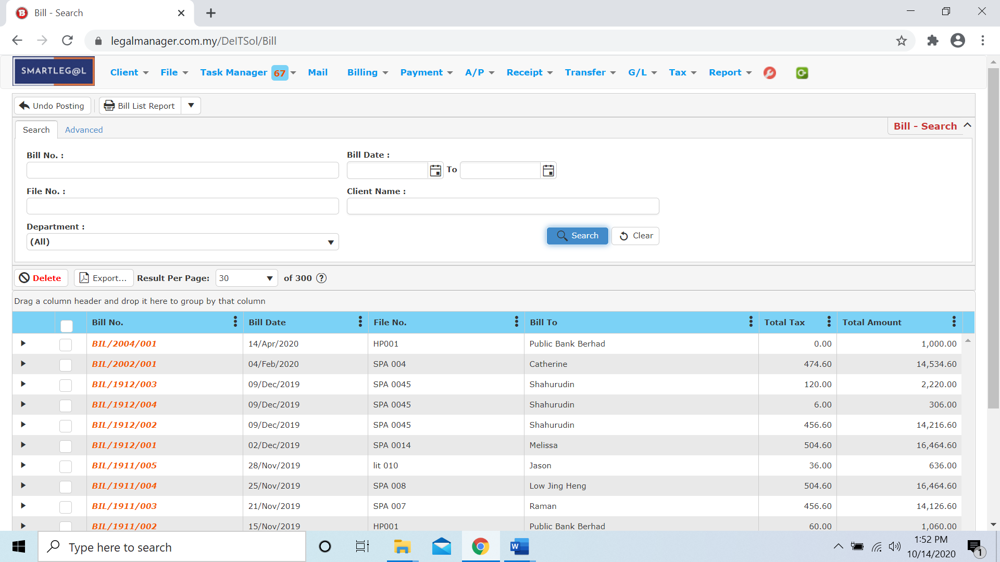 Bill - Search
legalmanager.com.my/DeITSol/Bill
SMARTLEG@L Client File Task Manager 67 Mail Billing Payment A/P Receipt Transfer G/L Tax Report
Undo Posting Bill List Report
Search Advanced Bill - Search
Bill No. : Bill Date :
To
File No. : Client Name :
Department :
(All) Search Clear
Delete Export... Result Per Page: 30 of 300 ?
Drag a column header and drop it here to group by that column
Bill No. Bill Date File No. Bill To Total Tax Total Amount
BIL/2004/001 14/Apr/2020 HP001 Public Bank Berhad 0.00 1,000.00
BIL/2002/001 04/Feb/2020 SPA 004 Catherine 474.60 14,534.60
BIL/1912/003 09/Dec/2019 SPA 0045 Shahurudin 120.00 2,220.00
BIL/1912/004 09/Dec/2019 SPA 0045 Shahurudin 6.00 306.00
BIL/1912/002 09/Dec/2019 SPA 0045 Shahurudin 456.60 14,216.60
BIL/1912/001 02/Dec/2019 SPA 0014 Melissa 504.60 16,464.60
BIL/1911/005 28/Nov/2019 lit 010 Jason 36.00 636.00
BIL/1911/004 25/Nov/2019 SPA 008 Low Jing Heng 504.60 16,464.60
BIL/1911/003 21/Nov/2019 SPA 007 Raman 456.60 14,126.60
BIL/1911/002 15/Nov/2019 HP001 Public Bank Berhad 60.00 1,060.00
Type here to search
1:52 PM
10/14/2020
1